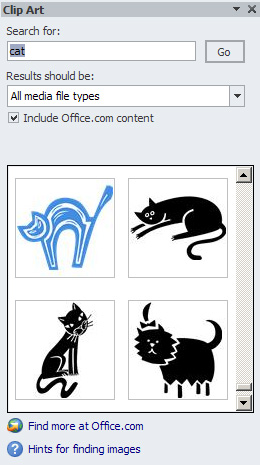 Clip Art
Search for:
cat
Go
Results should be:
All media file types
Include Office.com content
Find more at Office.com
Hints for finding images